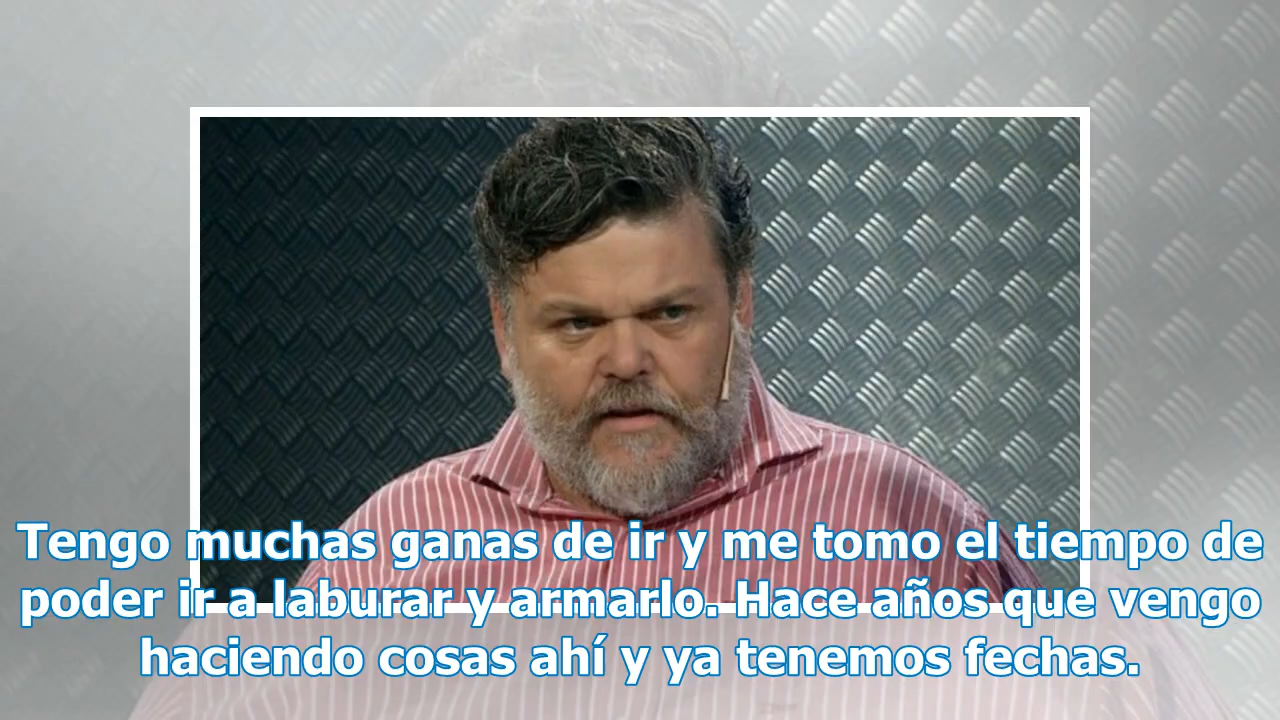 Tengo muchas ganas de ir y me tomo el tiempo de
poder ir a laburar y armarlo. Hace años que vengo
haciendo cosas ahí y ya tenemos fechas.